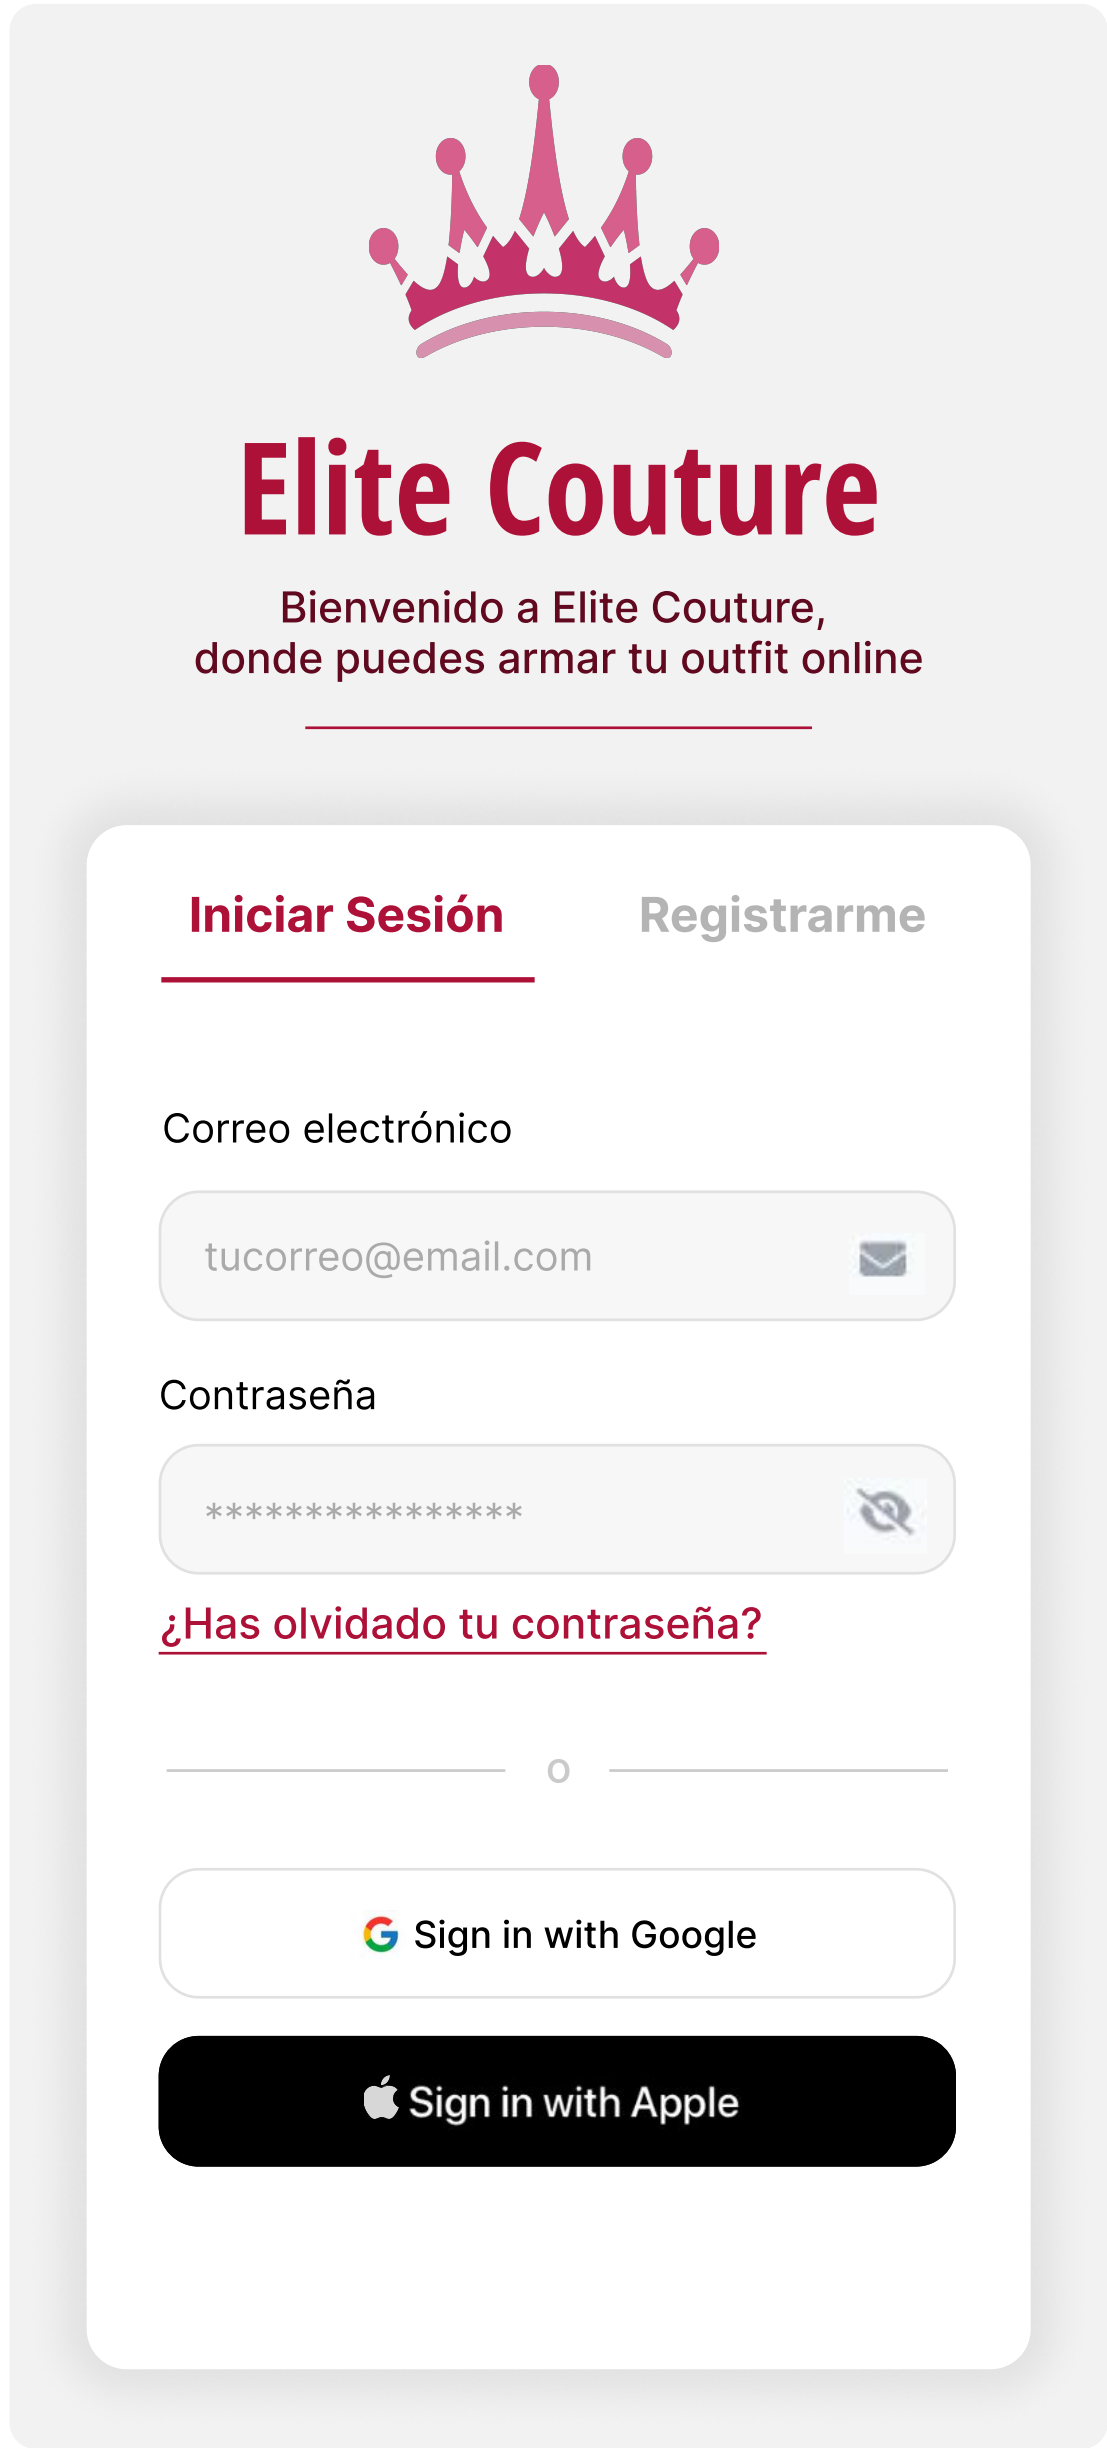 Elite Couture
Bienvenido a Elite Couture,
donde puedes armar tu outfit online
Iniciar Sesión
Registrarme
Correo electrónico
tucorreo@email.com
Contraseña
****************
¿Has olvidado tu contraseña?
o
Sign in with Google
Sign in with Apple